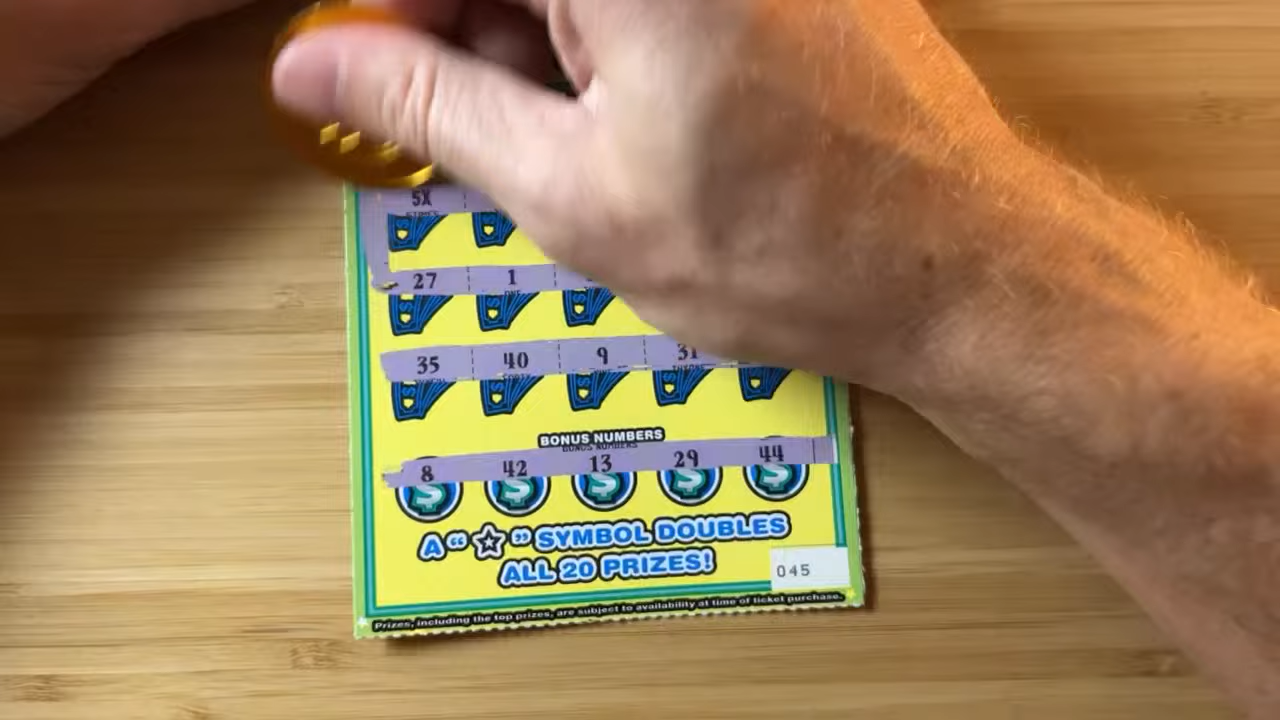 5X
27 1
35 40 9 31
BONUS NUMBERS
8 42 13 29 44
A “☆” SYMBOL DOUBLES
ALL 20 PRIZES!
045
Prizes, including the top prizes, are subject to availability at time of ticket purchase.